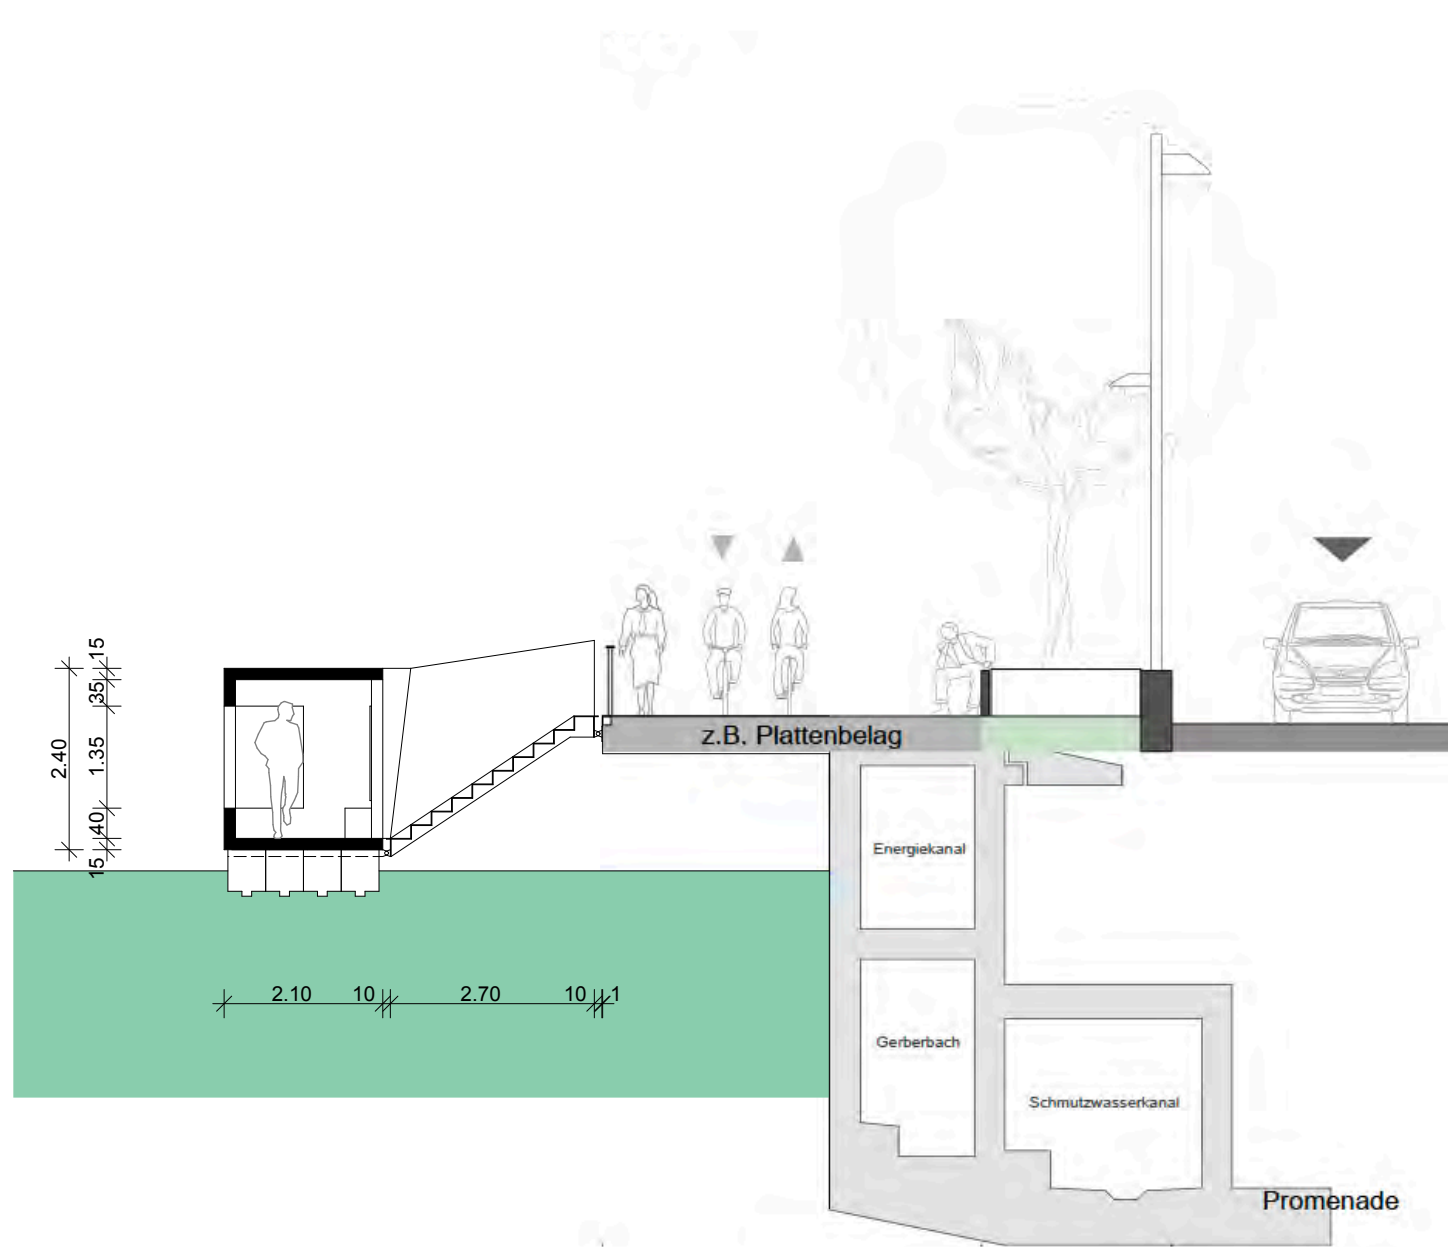 z.B. Plattenbelag
15
35
1.35
2.40
40
15
Energiekanal
2.10
10
2.70
10
1
Gerberbach
Schmutzwasserkanal
Promenade